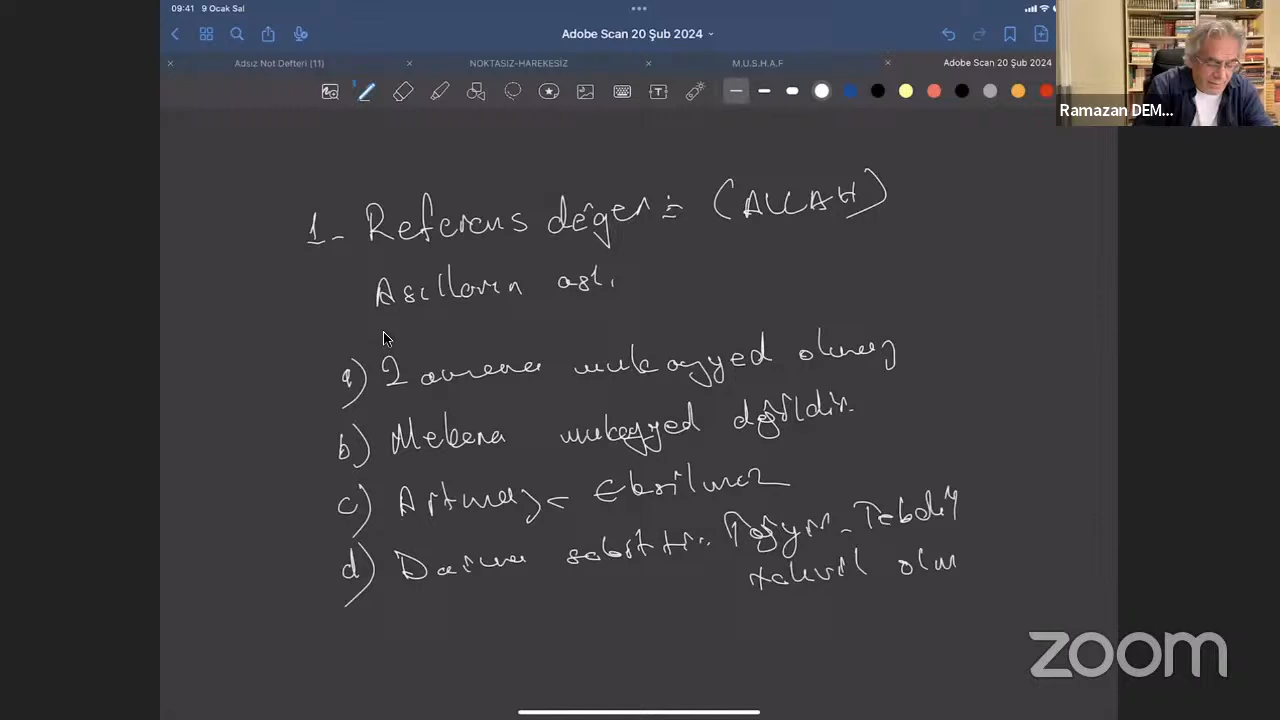 09:41 9 Ocak Sal
Adobe Scan 20 Şub 2024
Adsız Not Defteri (11)
NOKTASIZ-HAREKESIZ
M.U.S.H.A.F
Adobe Scan 20 Şub 2024
Ramazan DEM...
1- Referens değer : (ALLAH)
Asılların aslı
a) Zamana mukayyed olmaz
b) Mekana mukayyed değildir.
c) Artmaz - Eksilmez
d) Daima sabittir. Tağyir - Tebdil
tahvil olm
zoom